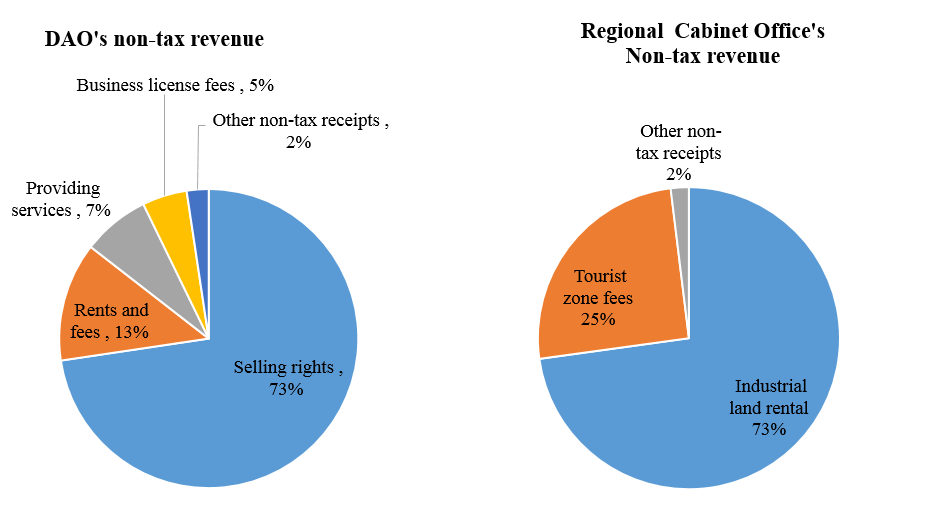 DAO's non-tax revenue
Business license fees , 5%
Other non-tax receipts ,
2%
Providing
services , 7%
Rents and
fees , 13%
Selling rights ,
73%
Regional  Cabinet Office's
Non-tax revenue
Other non-
tax receipts
2%
Tourist
zone fees
25%
Industrial
land rental
73%